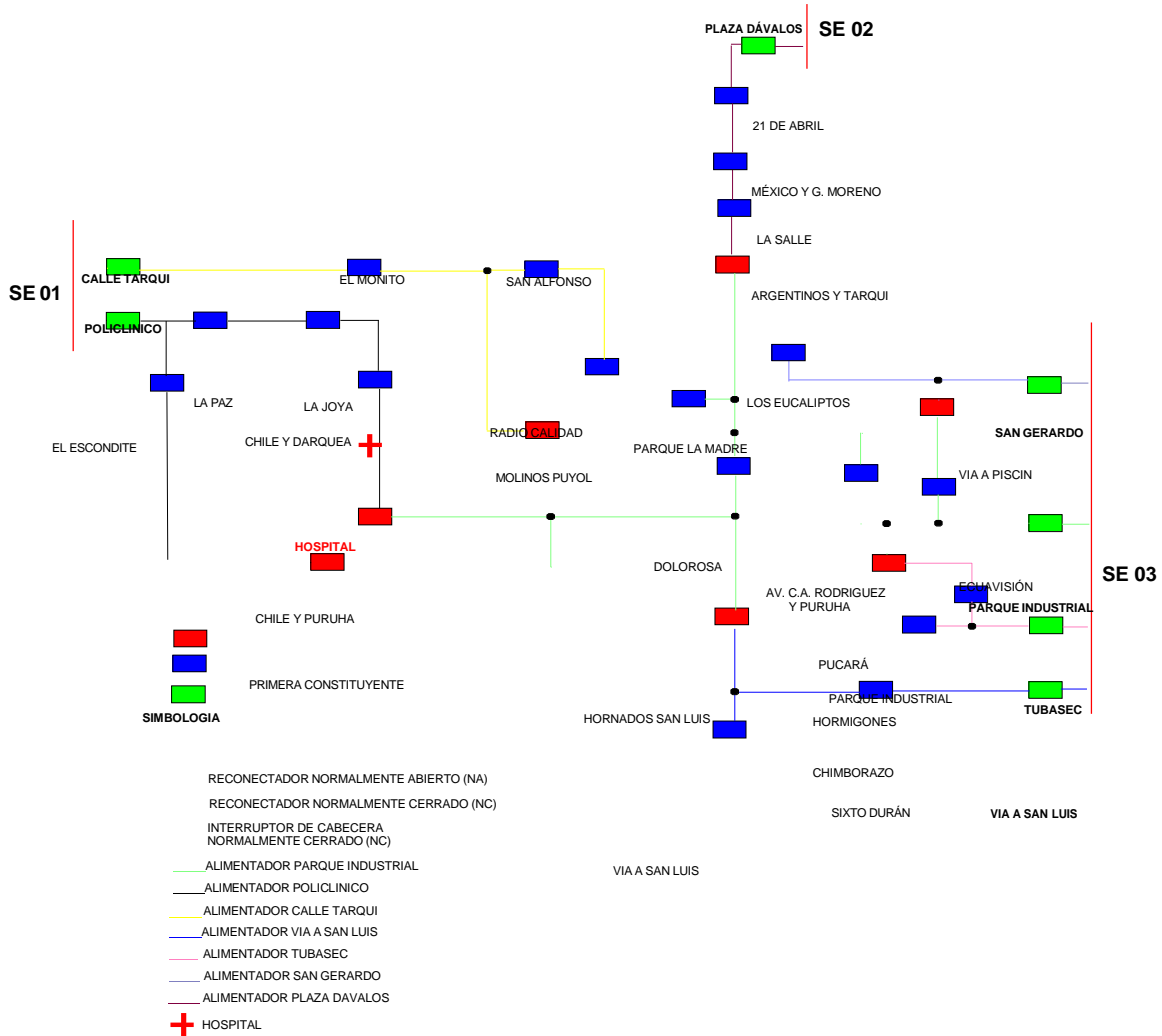 PLAZA DÁVALOS
SE 02
21 DE ABRIL
MÉXICO Y G. MORENO
LA SALLE
ARGENTINOS Y TARQUI
SE 01
CALLE TARQUI
EL MOÑITO
SAN ALFONSO
POLICLINICO
LA PAZ
LA JOYA
LOS EUCALIPTOS
EL ESCONDITE
CHILE Y DARQUEA
RADIO CALIDAD
PARQUE LA MADRE
SAN GERARDO
MOLINOS PUYOL
VIA A PISCIN
HOSPITAL
DOLOROSA
SE 03
AV. C.A. RODRIGUEZ
Y PURUHA
ECUAVISIÓN
PARQUE INDUSTRIAL
CHILE Y PURUHA
PUCARÁ
PRIMERA CONSTITUYENTE
PARQUE INDUSTRIAL
TUBASEC
SIMBOLOGIA
HORNADOS SAN LUIS
HORMIGONES
CHIMBORAZO
SIXTO DURÁN
VIA A SAN LUIS
RECONECTADOR NORMALMENTE ABIERTO (NA)
RECONECTADOR NORMALMENTE CERRADO (NC)
INTERRUPTOR DE CABECERA
NORMALMENTE CERRADO (NC)
ALIMENTADOR PARQUE INDUSTRIAL
VIA A SAN LUIS
ALIMENTADOR POLICLINICO
ALIMENTADOR CALLE TARQUI
ALIMENTADOR VIA A SAN LUIS
ALIMENTADOR TUBASEC
ALIMENTADOR SAN GERARDO
ALIMENTADOR PLAZA DAVALOS
HOSPITAL